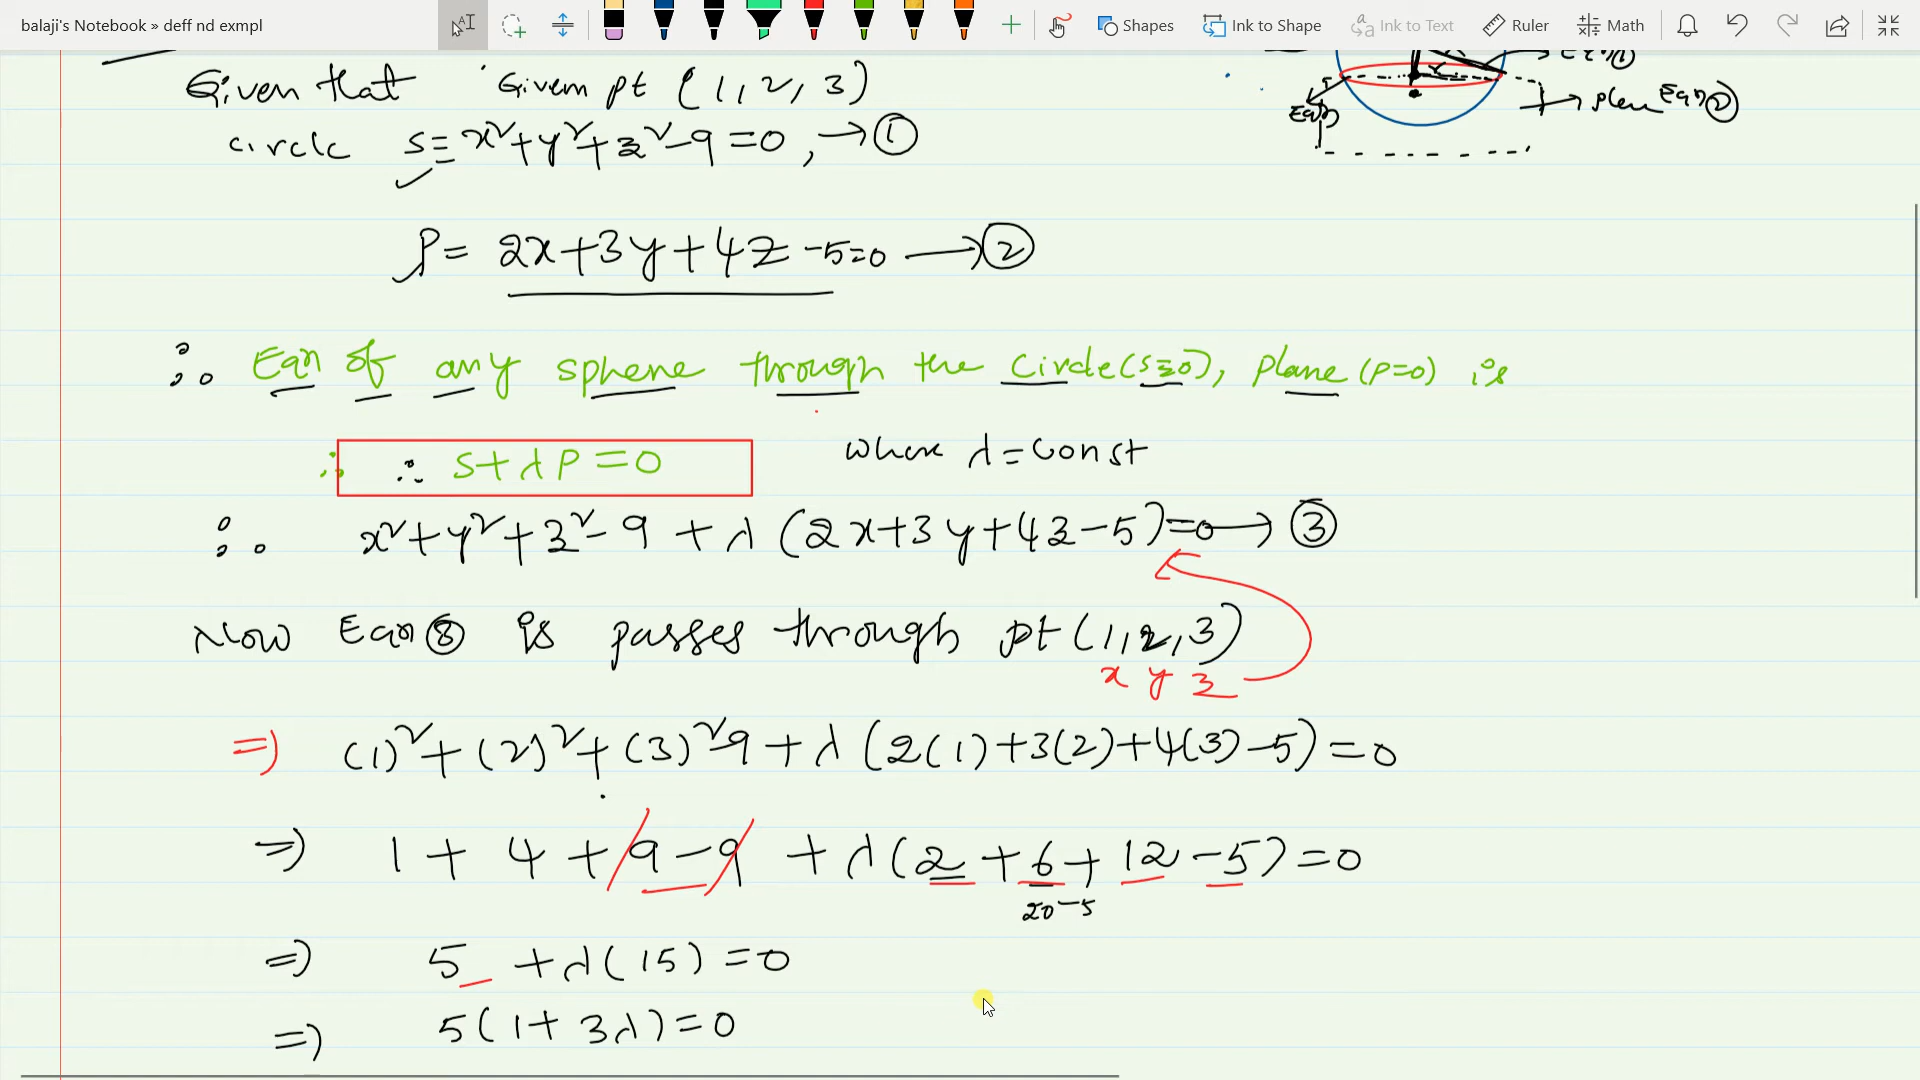 balaji's Notebook » deff nd exmpl
Shapes Ink to Shape Ink to Text Ruler Math
Given that Given pt (1, 2, 3)
circle S ≡ x² + y² + z² - 9 = 0, → ①
plane Eqn ②
Eqn
P = 2x + 3y + 4z - 5 = 0 → ②
∴ Eqn of any sphere through the circle (S=0), plane (P=0) is
∴ ∴ S + λP = 0 where λ = const
∴ x² + y² + z² - 9 + λ (2x + 3y + 4z - 5) = 0 → ③
Now Eqn ③ is passes through pt (1, 2, 3)
x y z
⇒ (1)² + (2)² + (3)² - 9 + λ (2(1) + 3(2) + 4(3) - 5) = 0
⇒ 1 + 4 + 9 - 9 + λ (2 + 6 + 12 - 5) = 0
20 - 5
⇒ 5 + λ(15) = 0
⇒ 5(1 + 3λ) = 0